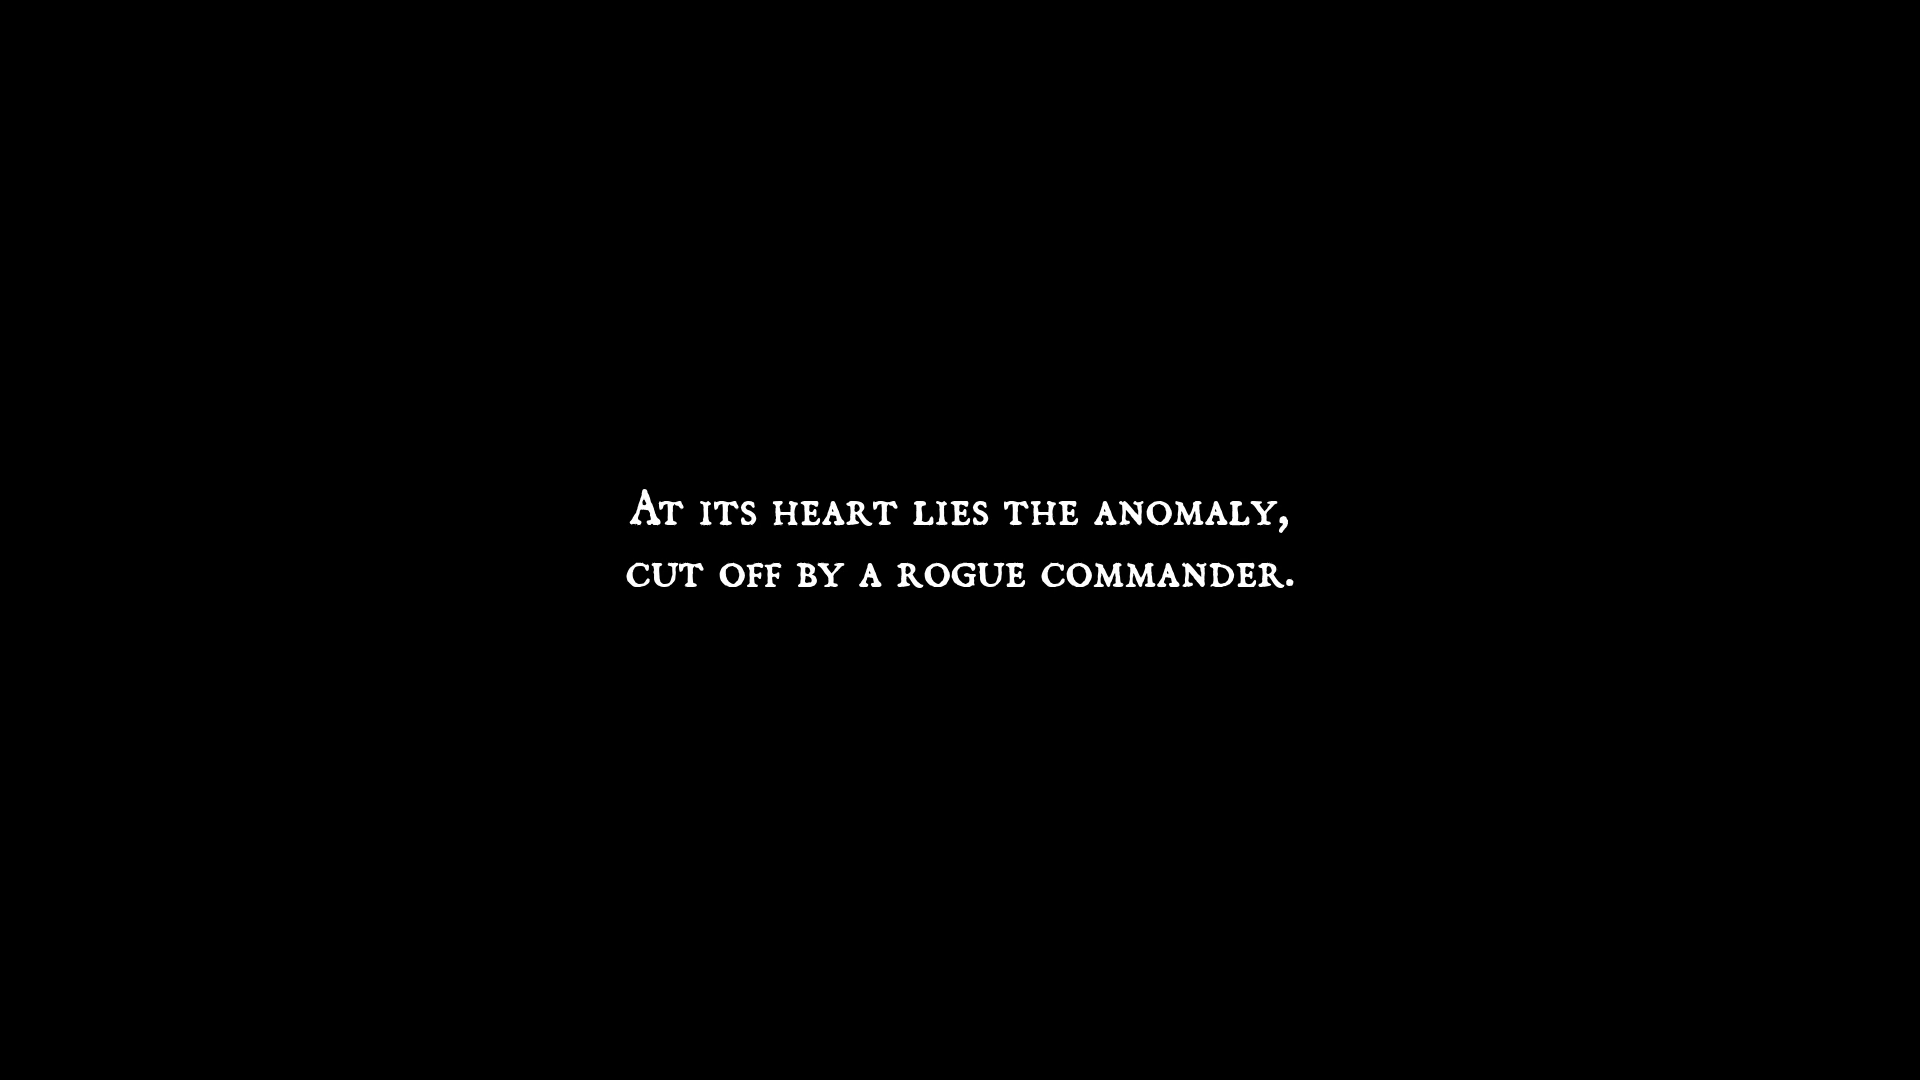 At its heart lies the anomaly,
cut off by a rogue commander.